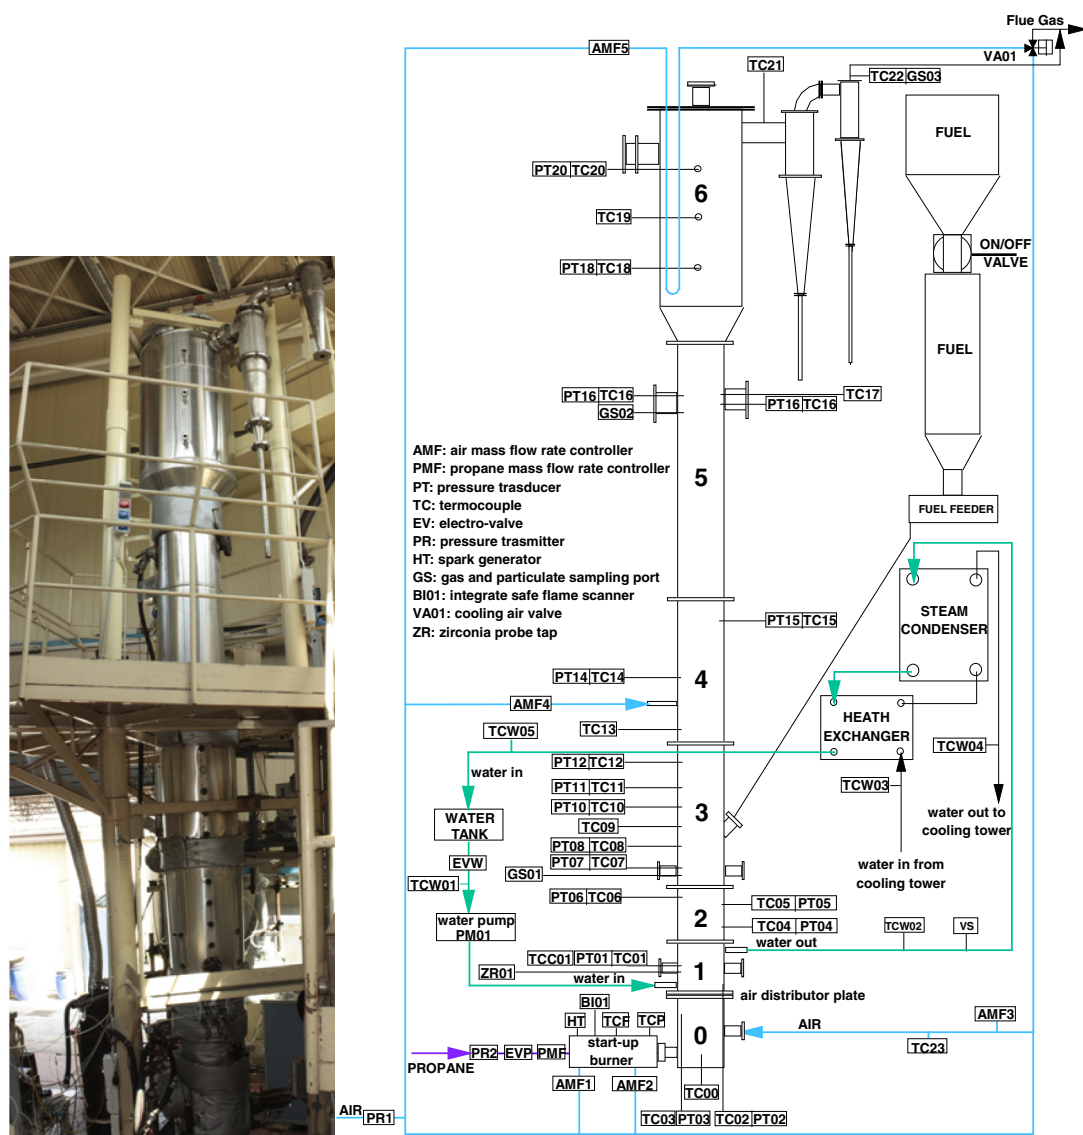 Flue Gas
AMF5
VA01
TC21
TC22 GS03
FUEL
PT20 TC20
6
TC19
ON/OFF
VALVE
PT18 TC18
FUEL
PT16 TC16
TC17
GS02
PT16 TC16
AMF: air mass flow rate controller
PMF: propane mass flow rate controller
PT: pressure trasducer
TC: termocouple
EV: electro-valve
PR: pressure trasmitter
HT: spark generator
GS: gas and particulate sampling port
BI01: integrate safe flame scanner
VA01: cooling air valve
ZR: zirconia probe tap
5
FUEL FEEDER
STEAM
CONDENSER
PT15 TC15
PT14 TC14
4
AMF4
TCW05
TC13
HEATH
EXCHANGER
TCW04
water in
PT12 TC12
PT11 TC11
TCW03
PT10 TC10
3
WATER
TANK
TC09
water out to
cooling tower
PT08 TC08
EVW
PT07 TC07
GS01
water in from
cooling tower
TCW01
PT06 TC06
TC05 PT05
2
water pump
PM01
TC04 PT04
TCW02
VS
water out
TCC01 PT01 TC01
ZR01
1
water in
air distributor plate
BI01
HT
TCF
TCP
AIR
AMF3
start-up
burner
0
TC23
PR2
EVP
PMF
PROPANE
AMF1
AMF2
TC00
AIR
PR1
TC03 PT03
TC02 PT02